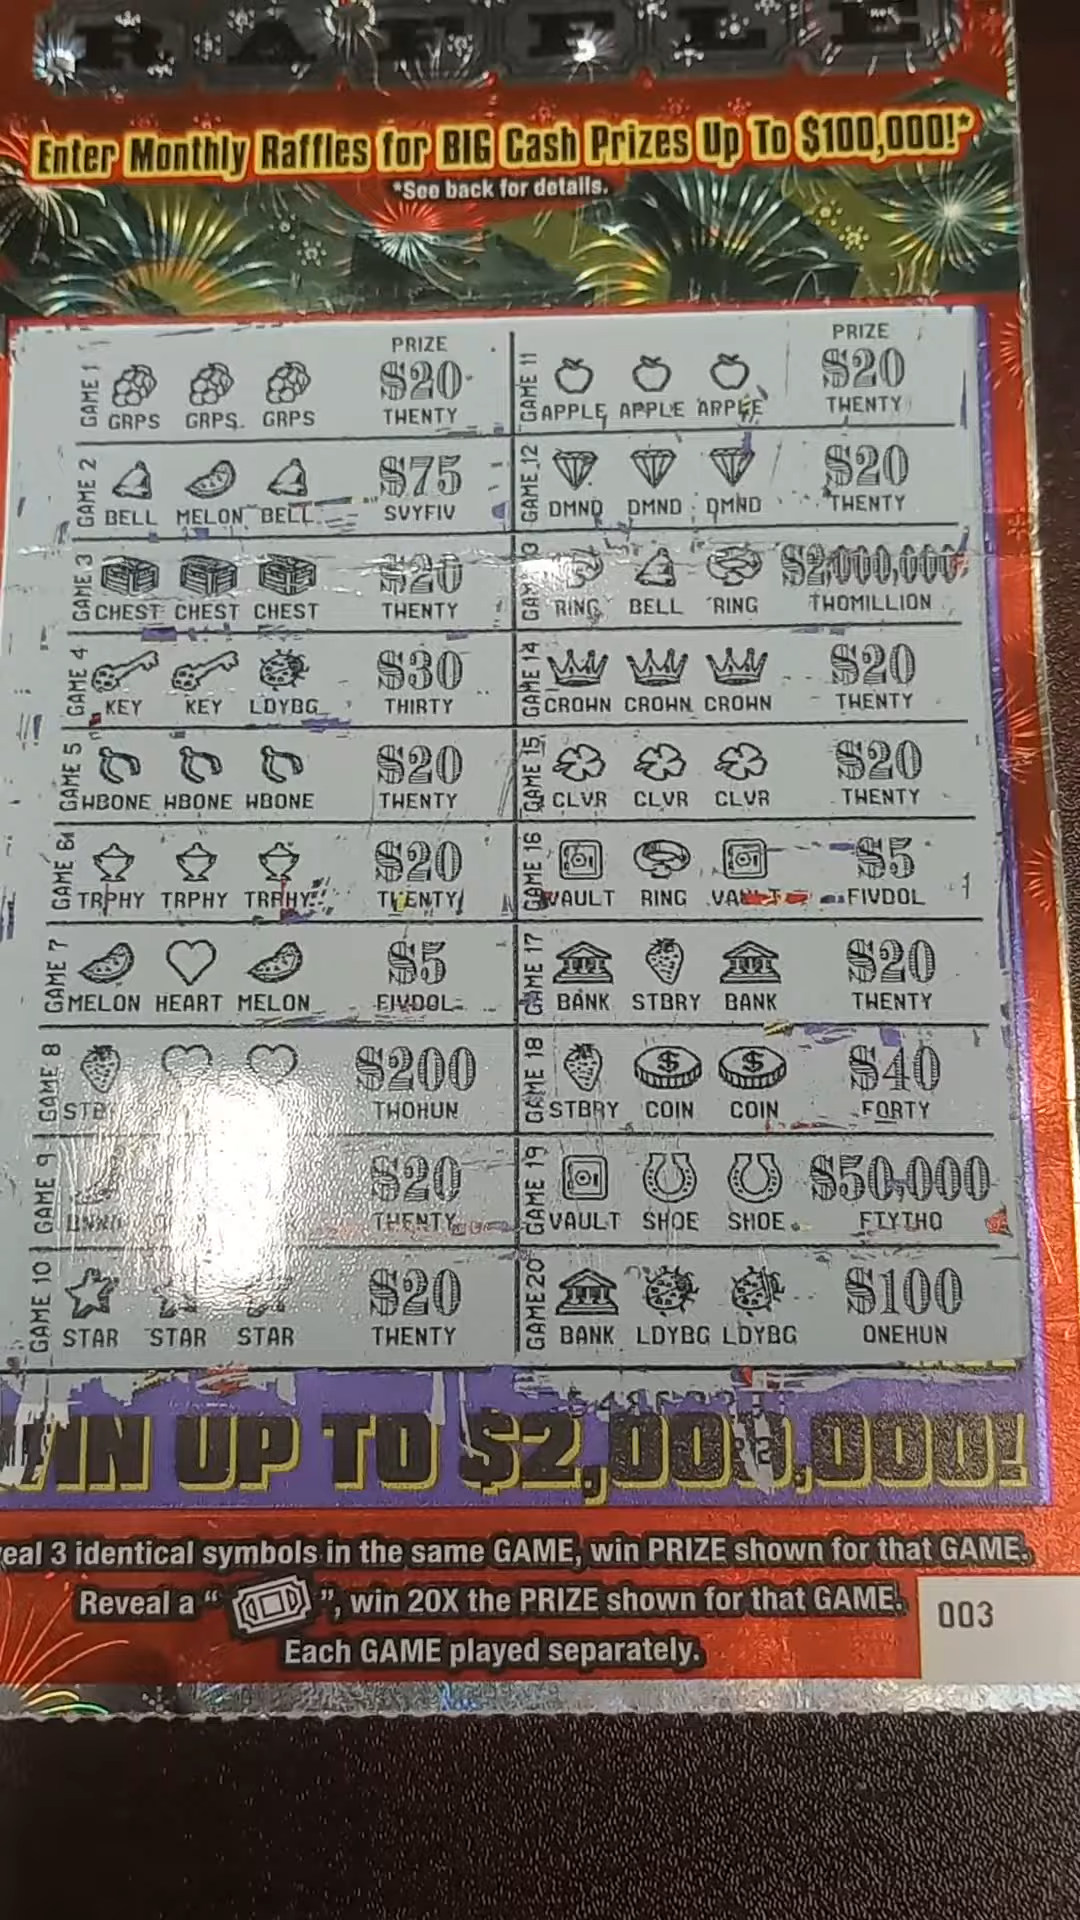 RAFFLE
Enter Monthly Raffles for BIG Cash Prizes Up To $100,000!*
*See back for details.
PRIZE
GAME 1 GRPS GRPS GRPS $20 TWENTY
GAME 2 BELL MELON BELL $75 SVYFIV
GAME 3 CHEST CHEST CHEST $20 TWENTY
GAME 4 KEY KEY LDYBG $30 THIRTY
GAME 5 WBONE WBONE WBONE $20 TWENTY
GAME 6 TRPHY TRPHY TRPHY $20 TWENTY
GAME 7 MELON HEART MELON $5 FIVDOL
GAME 8 $200 TWOHUN
GAME 9 $20 TWENTY
GAME 10 STAR STAR STAR $20 TWENTY
PRIZE
GAME 11 APPLE APPLE APPLE $20 TWENTY
GAME 12 DMND DMND DMND $20 TWENTY
RING BELL RING $2,000,000 TWOMILLION
GAME 14 CROWN CROWN CROWN $20 TWENTY
GAME 15 CLVR CLVR CLVR $20 TWENTY
GAME 16 VAULT RING VAULT $5 FIVDOL
GAME 17 BANK STBRY BANK $20 TWENTY
GAME 18 STBRY COIN COIN $40 FORTY
GAME 19 VAULT SHOE SHOE $50,000 FTYTHO
GAME 20 BANK LDYBG LDYBG $100 ONEHUN
WIN UP TO $2,000,000!
3 identical symbols in the same GAME, win PRIZE shown for that GAME.
Reveal a “ ”, win 20X the PRIZE shown for that GAME.
Each GAME played separately.
003